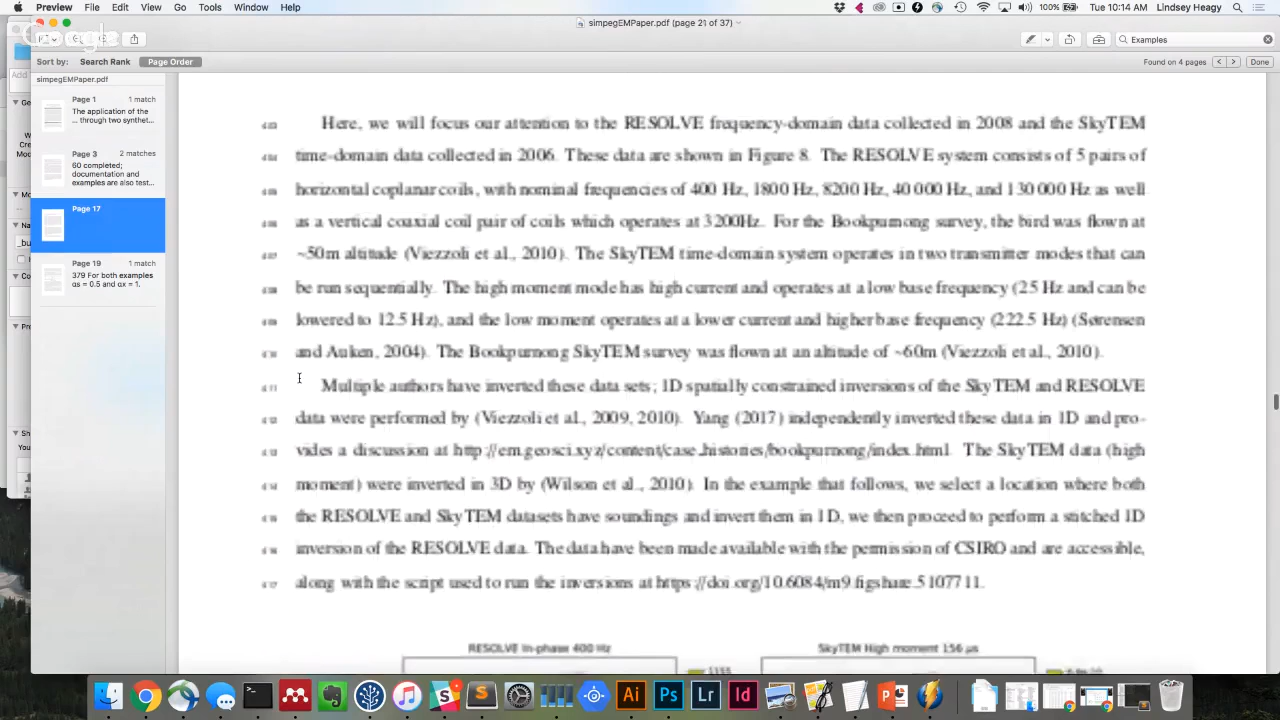 Preview File Edit View Go Tools Window Help 100% Tue 10:14 AM Lindsey Heagy
simpegEMPaper.pdf (page 21 of 37)
Google
Examples
Sort by: Search Rank Page Order Found on 4 pages Done
simpegEMPaper.pdf
Page 1 1 match
The application of the
... through two synthet...
Page 3 2 matches
60 completed;
documentation and
examples are also test...
Page 17
Page 19 1 match
379 For both examples
αs = 0.5 and αx = 1.
Here, we will focus our attention to the RESOLVE frequency-domain data collected in 2008 and the SkyTEM
time-domain data collected in 2006. These data are shown in Figure 8. The RESOLVE system consists of 5 pairs of
horizontal coplanar coils, with nominal frequencies of 400 Hz, 1800 Hz, 8200 Hz, 40 000 Hz, and 130 000 Hz as well
as a vertical coaxial coil pair of coils which operates at 3200Hz. For the Bookpurnong survey, the bird was flown at
~50m altitude (Viezzoli et al., 2010). The SkyTEM time-domain system operates in two transmitter modes that can
be run sequentially. The high moment mode has high current and operates at a low base frequency (25 Hz and can be
lowered to 12.5 Hz), and the low moment operates at a lower current and higher base frequency (222.5 Hz) (Sørensen
and Auken, 2004). The Bookpurnong SkyTEM survey was flown at an altitude of ~60m (Viezzoli et al., 2010).
Multiple authors have inverted these data sets; 1D spatially constrained inversions of the SkyTEM and RESOLVE
data were performed by (Viezzoli et al., 2009, 2010). Yang (2017) independently inverted these data in 1D and pro-
vides a discussion at http://em.geosci.xyz/content/case_histories/bookpurnong/index.html. The SkyTEM data (high
moment) were inverted in 3D by (Wilson et al., 2010). In the example that follows, we select a location where both
the RESOLVE and SkyTEM datasets have soundings and invert them in 1D, we then proceed to perform a stitched 1D
inversion of the RESOLVE data. The data have been made available with the permission of CSIRO and are accessible,
along with the script used to run the inversions at https://doi.org/10.6084/m9.figshare.5107711.
RESOLVE In-phase 400 Hz SkyTEM High moment 156 μs
Ai Ps Lr Id